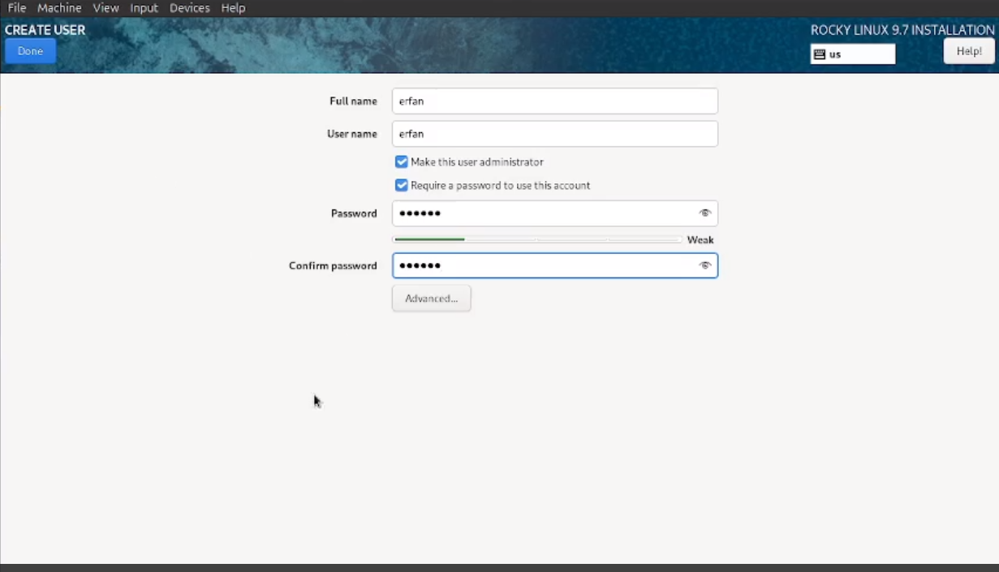 File Machine View Input Devices Help
CREATE USER
ROCKY LINUX 9.7 INSTALLATION
Done
us
Help!
Full name
erfan
User name
erfan
Make this user administrator
Require a password to use this account
Password
●●●●●●
Weak
Confirm password
●●●●●●
Advanced...